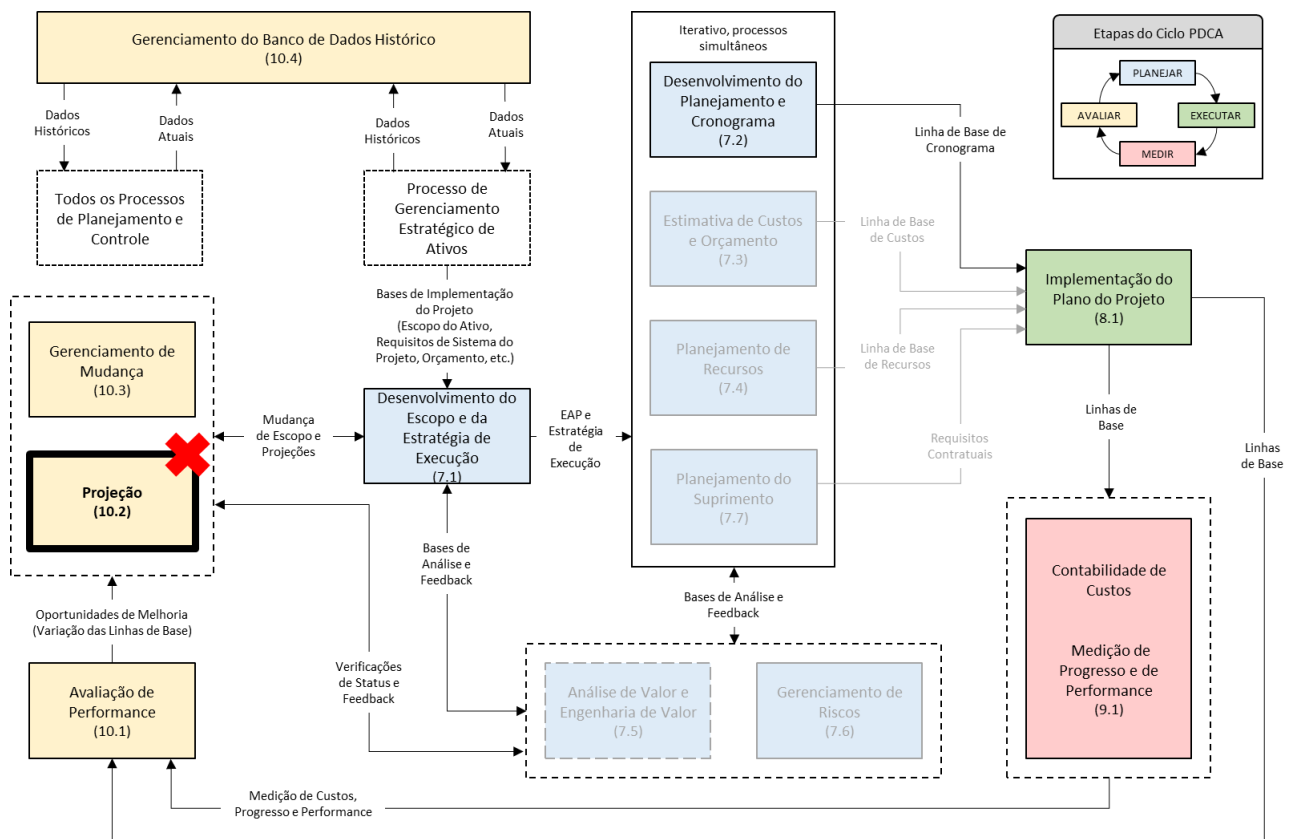 Gerenciamento do Banco de Dados Histórico
(10.4)
Dados
Históricos
Dados
Atuais
Dados
Históricos
Dados
Atuais
Todos os Processos
de Planejamento e
Controle
Processo de
Gerenciamento
Estratégico de
Ativos
Iterativo, processos
simultâneos
Desenvolvimento do
Planejamento e
Cronograma
(7.2)
Linha de Base de
Cronograma
Etapas do Ciclo PDCA
PLANEJAR
AVALIAR
EXECUTAR
MEDIR
Estimativa de Custos
e Orçamento
(7.3)
Linha de Base
de Custos
Implementação do
Plano do Projeto
(8.1)
Bases de Implementação
do Projeto
(Escopo do Ativo,
Requisitos de Sistema do
Projeto, Orçamento, etc.)
Gerenciamento de
Mudança
(10.3)
Planejamento de
Recursos
(7.4)
Linha de Base
de Recursos
Mudança
de Escopo e
Projeções
Desenvolvimento do
Escopo e da
Estratégia de
Execução
(7.1)
EAP e
Estratégia
de
Execução
Linhas de
Base
Linhas
de Base
Requisitos
Contratuais
Projeção
(10.2)
Planejamento do
Suprimento
(7.7)
Bases de
Análise e
Feedback
Bases de Análise e
Feedback
Contabilidade de
Custos
Medição de
Progresso e de
Performance
(9.1)
Oportunidades de Melhoria
(Variação das Linhas de Base)
Verificações
de Status e
Feedback
Avaliação de
Performance
(10.1)
Análise de Valor e
Engenharia de Valor
(7.5)
Gerenciamento de
Riscos
(7.6)
Medição de Custos,
Progresso e Performance